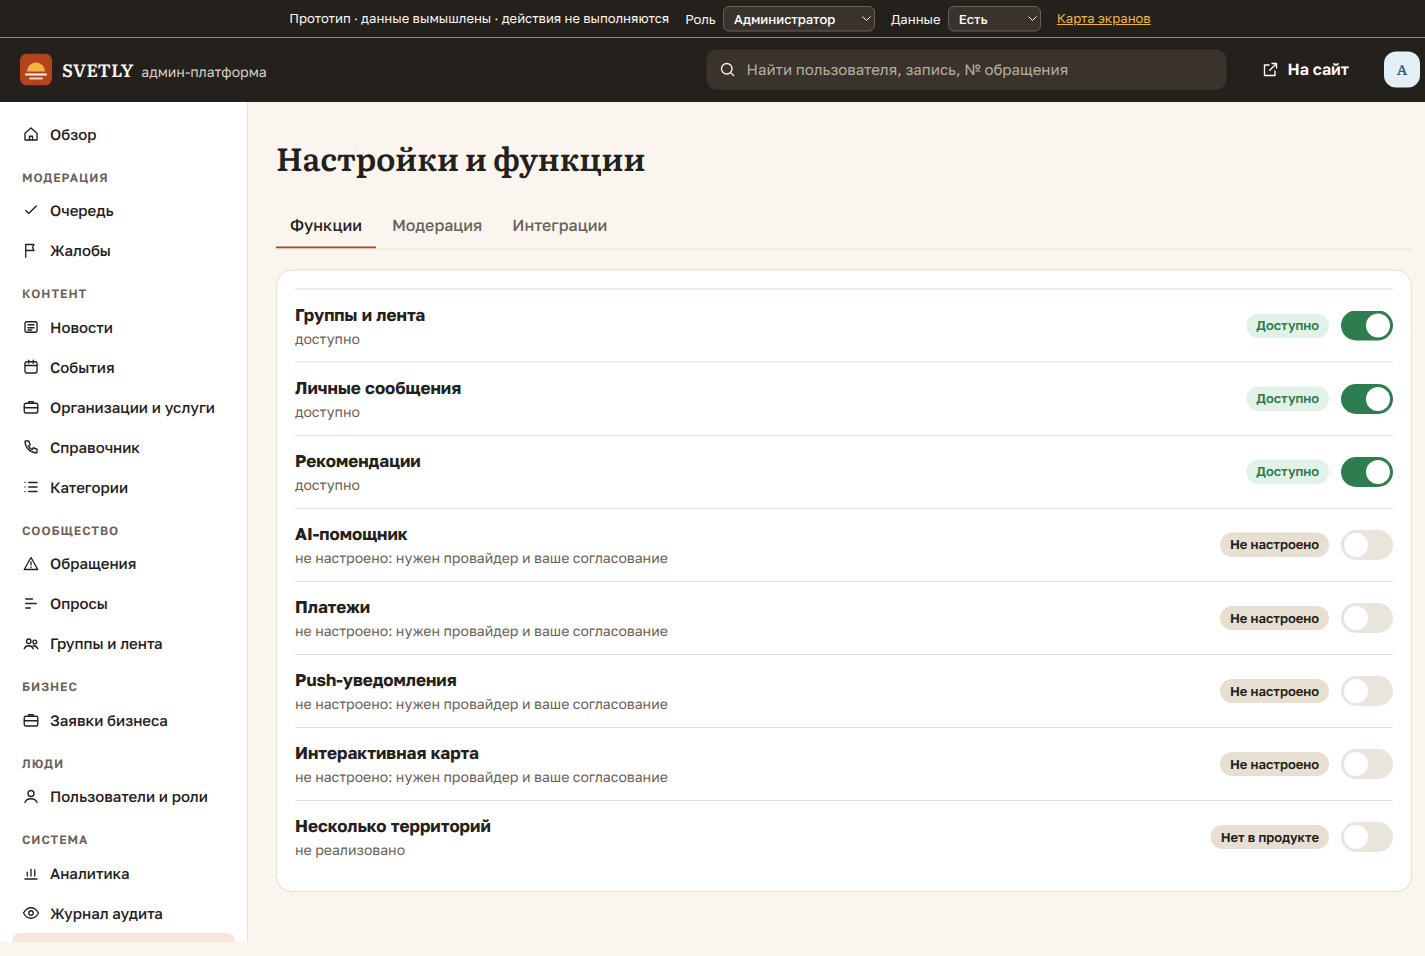 Прототип · данные вымышлены · действия не выполняются Роль Администратор Данные Есть Карта экранов
SVETLY админ-платформа Найти пользователя, запись, № обращения На сайт A
Обзор
МОДЕРАЦИЯ
Очередь
Жалобы
КОНТЕНТ
Новости
События
Организации и услуги
Справочник
Категории
СООБЩЕСТВО
Обращения
Опросы
Группы и лента
БИЗНЕС
Заявки бизнеса
ЛЮДИ
Пользователи и роли
СИСТЕМА
Аналитика
Журнал аудита
Настройки и функции
Функции Модерация Интеграции
Группы и лента
доступно
Доступно
Личные сообщения
доступно
Доступно
Рекомендации
доступно
Доступно
AI-помощник
не настроено: нужен провайдер и ваше согласование
Не настроено
Платежи
не настроено: нужен провайдер и ваше согласование
Не настроено
Push-уведомления
не настроено: нужен провайдер и ваше согласование
Не настроено
Интерактивная карта
не настроено: нужен провайдер и ваше согласование
Не настроено
Несколько территорий
не реализовано
Нет в продукте